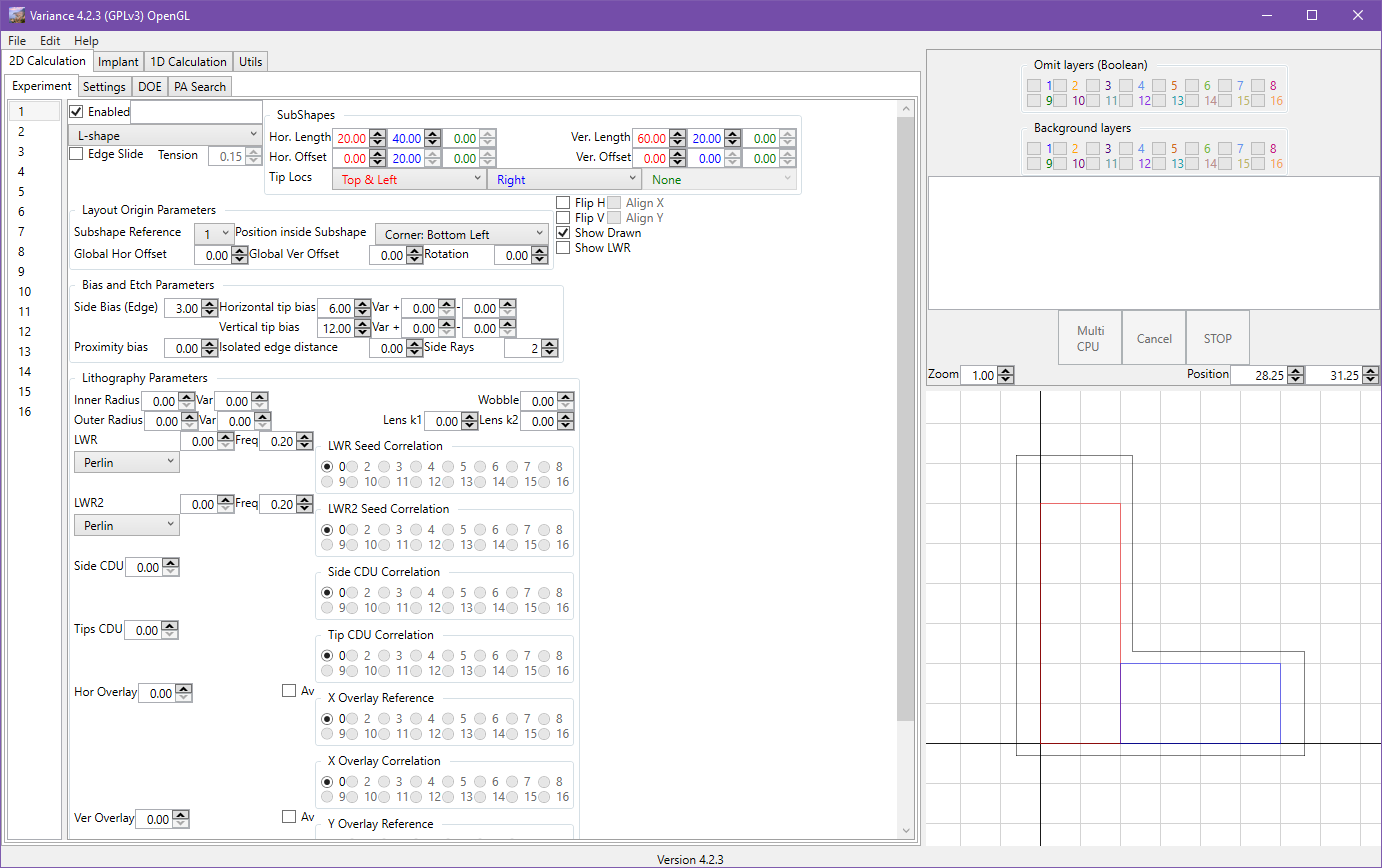 Variance 4.2.3 (GPLv3) OpenGL
File Edit Help
2D Calculation Implant 1D Calculation Utils
Experiment Settings DOE PA Search
1
2
3
4
5
6
7
8
9
10
11
12
13
14
15
16
Enabled
L-shape
Edge Slide Tension 0.15
SubShapes
Hor. Length 20.00 40.00 0.00 Ver. Length 60.00 20.00 0.00
Hor. Offset 0.00 20.00 0.00 Ver. Offset 0.00 0.00 0.00
Tip Locs Top & Left Right None
Layout Origin Parameters
Subshape Reference 1 Position inside Subshape Corner: Bottom Left
Global Hor Offset 0.00 Global Ver Offset 0.00 Rotation 0.00
Flip H Align X
Flip V Align Y
Show Drawn
Show LWR
Bias and Etch Parameters
Side Bias (Edge) 3.00 Horizontal tip bias 6.00 Var + 0.00 - 0.00
Vertical tip bias 12.00 Var + 0.00 - 0.00
Proximity bias 0.00 Isolated edge distance 0.00 Side Rays 2
Lithography Parameters
Inner Radius 0.00 Var 0.00 Wobble 0.00
Outer Radius 0.00 Var 0.00 Lens k1 0.00 Lens k2 0.00
LWR 0.00 Freq 0.20
Perlin
LWR Seed Correlation
0 2 3 4 5 6 7 8
9 10 11 12 13 14 15 16
LWR2 0.00 Freq 0.20
Perlin
LWR2 Seed Correlation
0 2 3 4 5 6 7 8
9 10 11 12 13 14 15 16
Side CDU 0.00
Side CDU Correlation
0 2 3 4 5 6 7 8
9 10 11 12 13 14 15 16
Tips CDU 0.00
Tip CDU Correlation
0 2 3 4 5 6 7 8
9 10 11 12 13 14 15 16
Hor Overlay 0.00 Av
X Overlay Reference
0 2 3 4 5 6 7 8
9 10 11 12 13 14 15 16
X Overlay Correlation
0 2 3 4 5 6 7 8
9 10 11 12 13 14 15 16
Ver Overlay 0.00 Av
Y Overlay Reference
Omit layers (Boolean)
1 2 3 4 5 6 7 8
9 10 11 12 13 14 15 16
Background layers
1 2 3 4 5 6 7 8
9 10 11 12 13 14 15 16
Multi
CPU
Cancel
STOP
Zoom 1.00 Position 28.25 31.25
Version 4.2.3